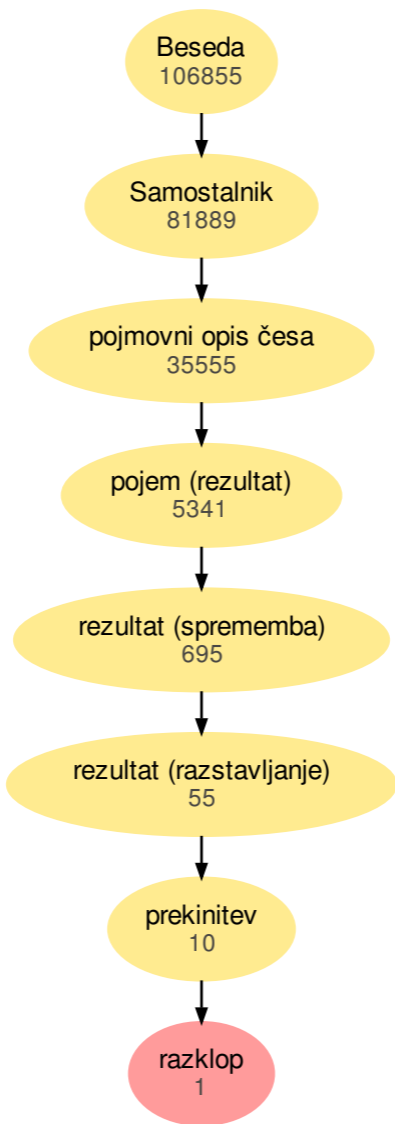 Beseda
106855
Samostalnik
81889
pojmovni opis česa
35555
pojem (rezultat)
5341
rezultat (sprememba)
695
rezultat (razstavljanje)
55
prekinitev
10
razklop
1